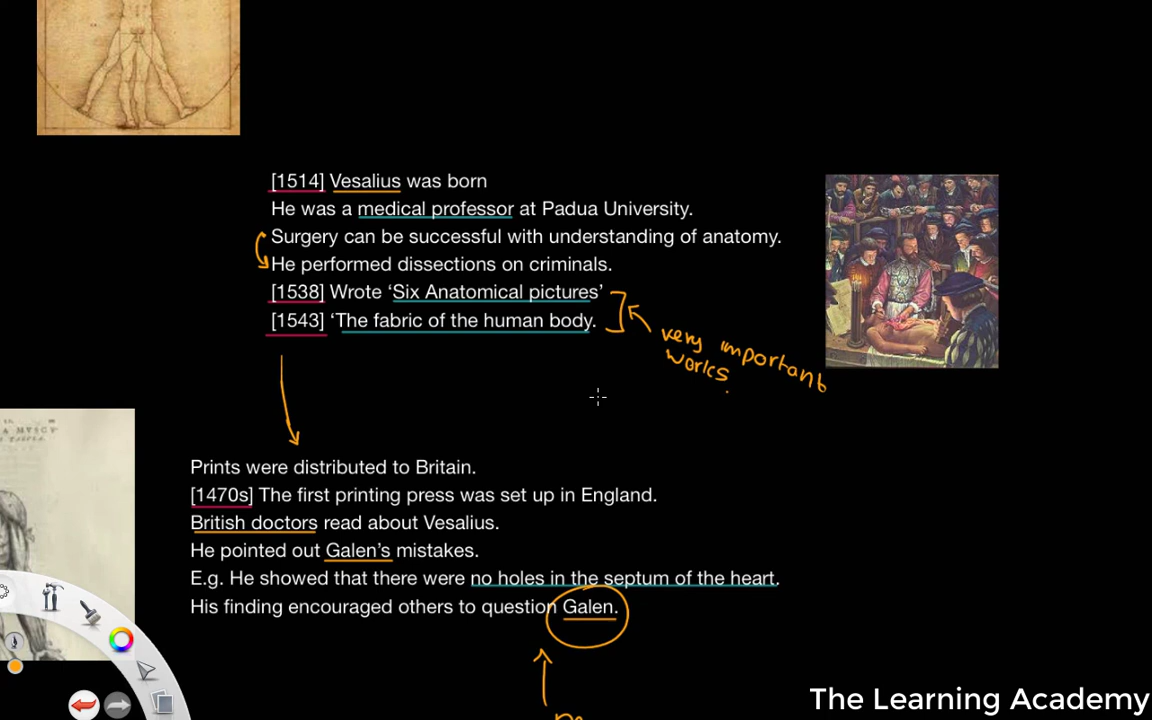 [1514] Vesalius was born
He was a medical professor at Padua University.
Surgery can be successful with understanding of anatomy.
He performed dissections on criminals.
[1538] Wrote ‘Six Anatomical pictures’
[1543] ‘The fabric of the human body.
very important
works.
Prints were distributed to Britain.
[1470s] The first printing press was set up in England.
British doctors read about Vesalius.
He pointed out Galen’s mistakes.
E.g. He showed that there were no holes in the septum of the heart.
His finding encouraged others to question Galen.
The Learning Academy